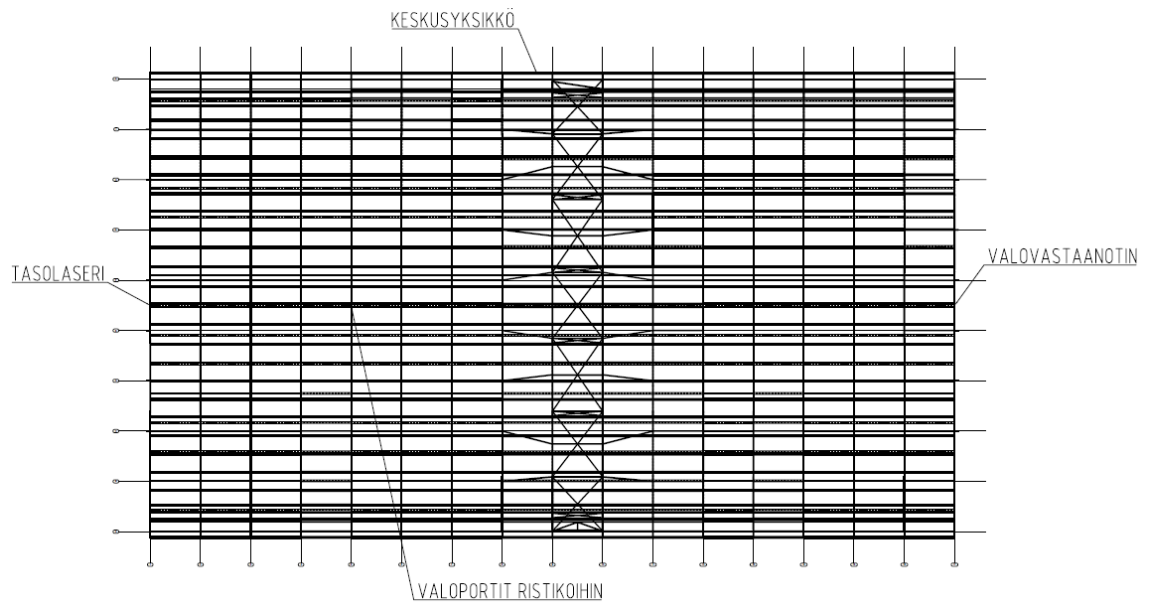 KESKUSYKSIKKÖ
VALOVASTAANOTIN
TASOLASERI
VALOPORTIT RISTIKOIHIN